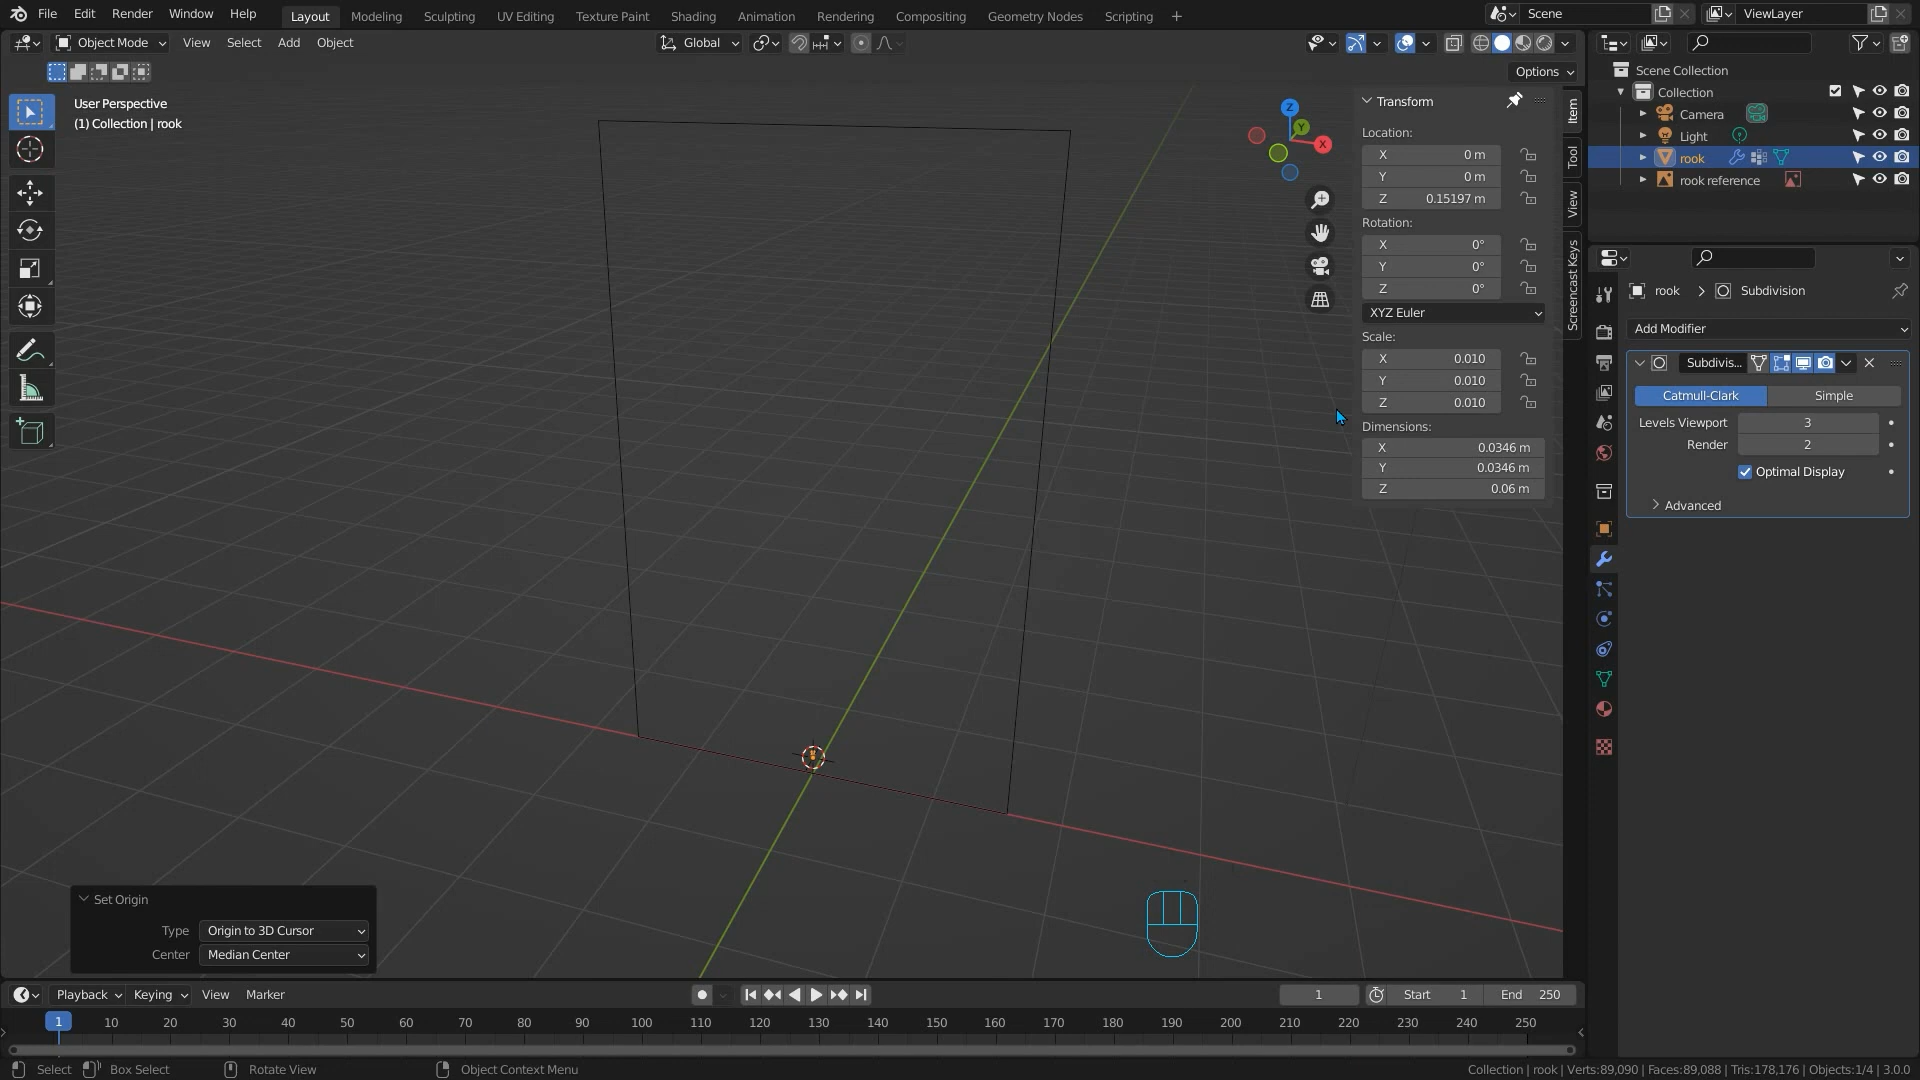 File Edit Render Window Help Layout Modeling Sculpting UV Editing Texture Paint Shading Animation Rendering Compositing Geometry Nodes Scripting + Scene ViewLayer
Object Mode View Select Add Object Global
Options
User Perspective
(1) Collection | rook
Z
Y
X
Transform
Location:
X 0 m
Y 0 m
Z 0.15197 m
Rotation:
X 0°
Y 0°
Z 0°
XYZ Euler
Scale:
X 0.010
Y 0.010
Z 0.010
Dimensions:
X 0.0346 m
Y 0.0346 m
Z 0.06 m
Item
Tool
View
Screencast Keys
Scene Collection
Collection
Camera
Light
rook
rook reference
rook > Subdivision
Add Modifier
Subdivis...
Catmull-Clark Simple
Levels Viewport 3
Render 2
Optimal Display
Advanced
Set Origin
Type Origin to 3D Cursor
Center Median Center
Playback Keying View Marker 1 Start 1 End 250
1 10 20 30 40 50 60 70 80 90 100 110 120 130 140 150 160 170 180 190 200 210 220 230 240 250
Select Box Select Rotate View Object Context Menu Collection | rook | Verts:89,090 | Faces:89,088 | Tris:178,176 | Objects:1/4 | 3.0.0